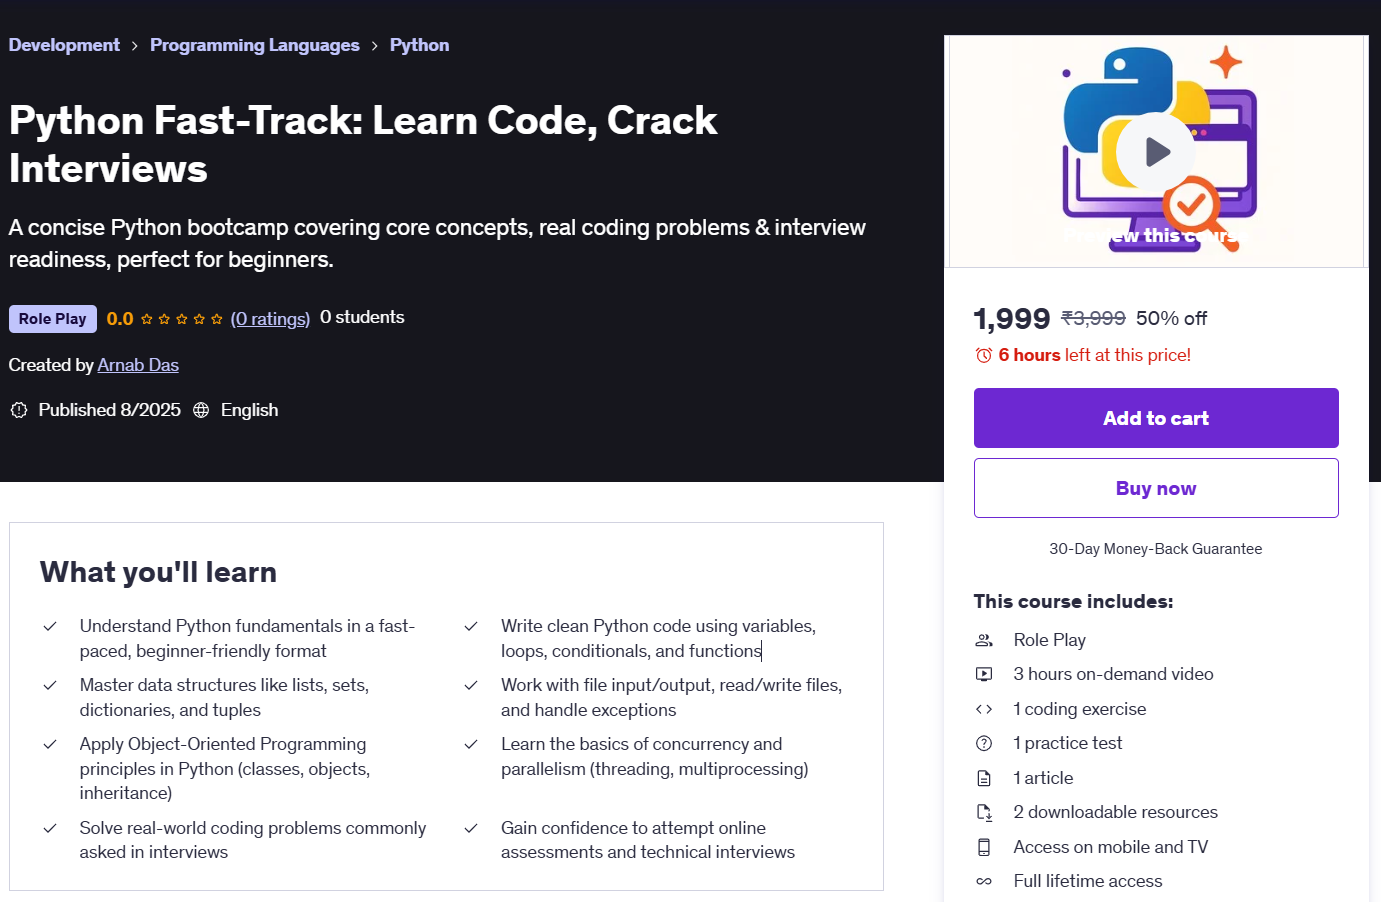 Development > Programming Languages > Python
Python Fast-Track: Learn Code, Crack
Interviews
A concise Python bootcamp covering core concepts, real coding problems & interview
readiness, perfect for beginners.
Role Play 0.0 (0 ratings) 0 students
Created by Arnab Das
Published 8/2025 English
What you'll learn
Understand Python fundamentals in a fast-
paced, beginner-friendly format
Master data structures like lists, sets,
dictionaries, and tuples
Apply Object-Oriented Programming
principles in Python (classes, objects,
inheritance)
Solve real-world coding problems commonly
asked in interviews
Write clean Python code using variables,
loops, conditionals, and functions
Work with file input/output, read/write files,
and handle exceptions
Learn the basics of concurrency and
parallelism (threading, multiprocessing)
Gain confidence to attempt online
assessments and technical interviews
Preview this course
1,999 ₹3,999 50% off
6 hours left at this price!
Add to cart
Buy now
30-Day Money-Back Guarantee
This course includes:
Role Play
3 hours on-demand video
1 coding exercise
1 practice test
1 article
2 downloadable resources
Access on mobile and TV
Full lifetime access